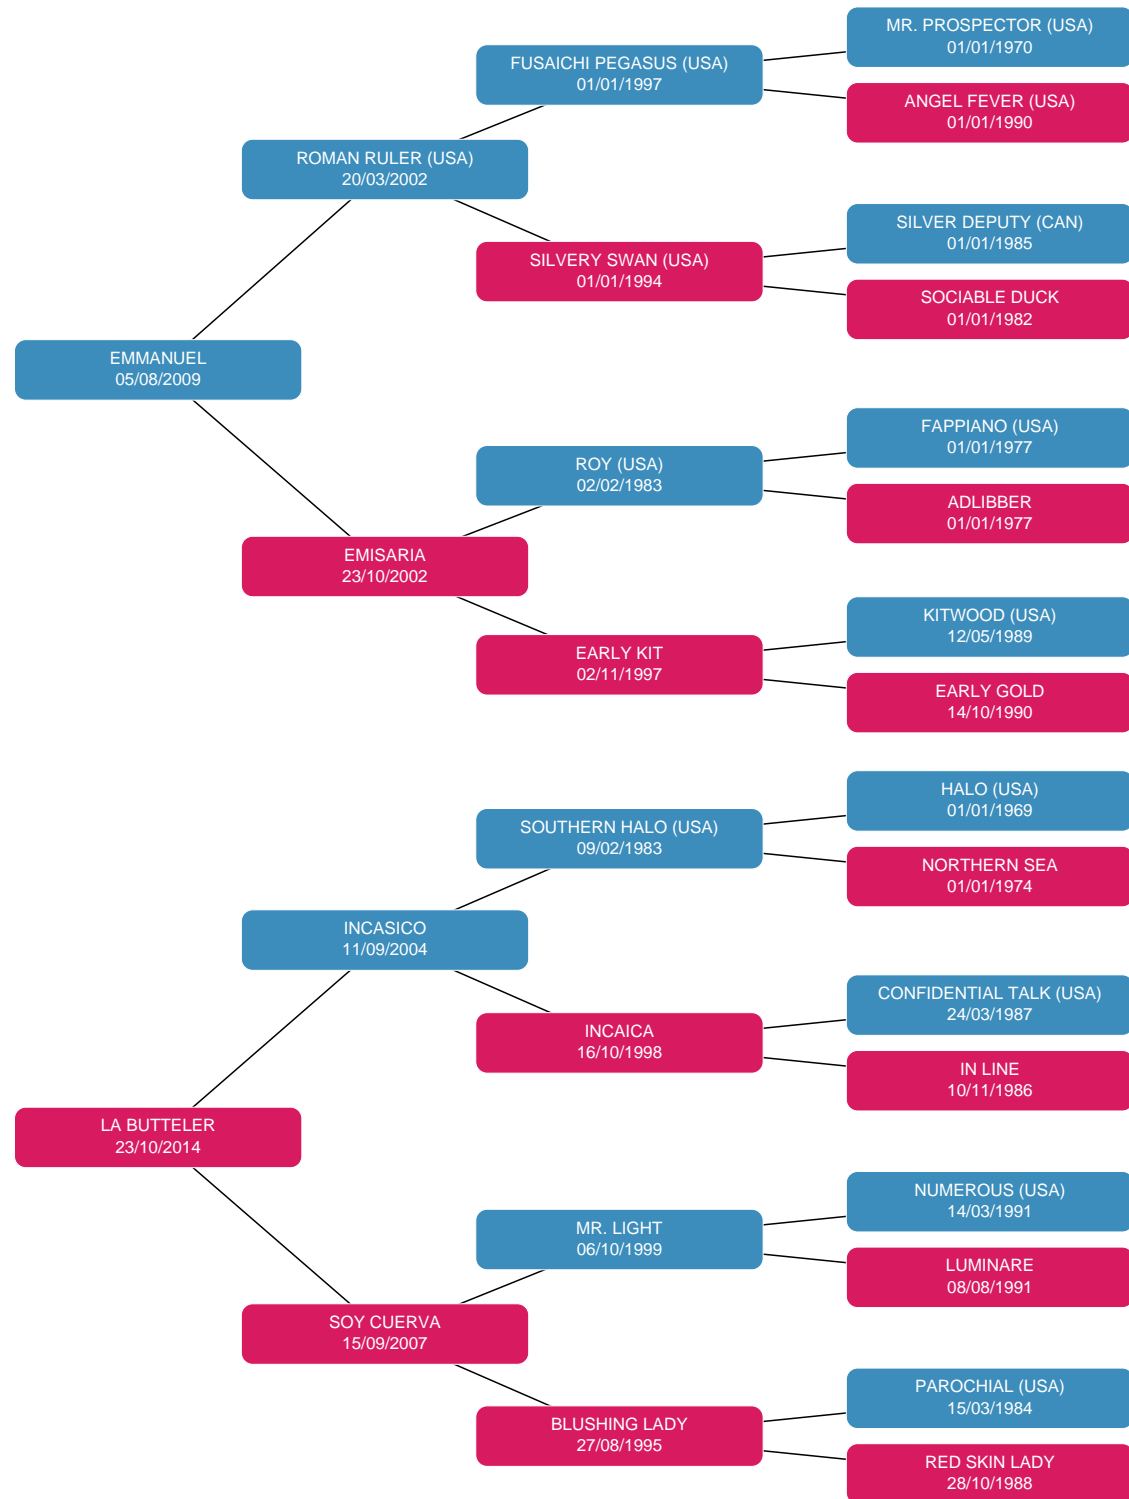 MR. PROSPECTOR (USA)
01/01/1970
FUSAICHI PEGASUS (USA)
01/01/1997
ANGEL FEVER (USA)
01/01/1990
ROMAN RULER (USA)
20/03/2002
SILVER DEPUTY (CAN)
01/01/1985
SILVERY SWAN (USA)
01/01/1994
SOCIABLE DUCK
01/01/1982
EMMANUEL
05/08/2009
FAPPIANO (USA)
01/01/1977
ROY (USA)
02/02/1983
ADLIBBER
01/01/1977
EMISARIA
23/10/2002
KITWOOD (USA)
12/05/1989
EARLY KIT
02/11/1997
EARLY GOLD
14/10/1990
HALO (USA)
01/01/1969
SOUTHERN HALO (USA)
09/02/1983
NORTHERN SEA
01/01/1974
INCASICO
11/09/2004
CONFIDENTIAL TALK (USA)
24/03/1987
INCAICA
16/10/1998
IN LINE
10/11/1986
LA BUTTELER
23/10/2014
NUMEROUS (USA)
14/03/1991
MR. LIGHT
06/10/1999
LUMINARE
08/08/1991
SOY CUERVA
15/09/2007
PAROCHIAL (USA)
15/03/1984
BLUSHING LADY
27/08/1995
RED SKIN LADY
28/10/1988